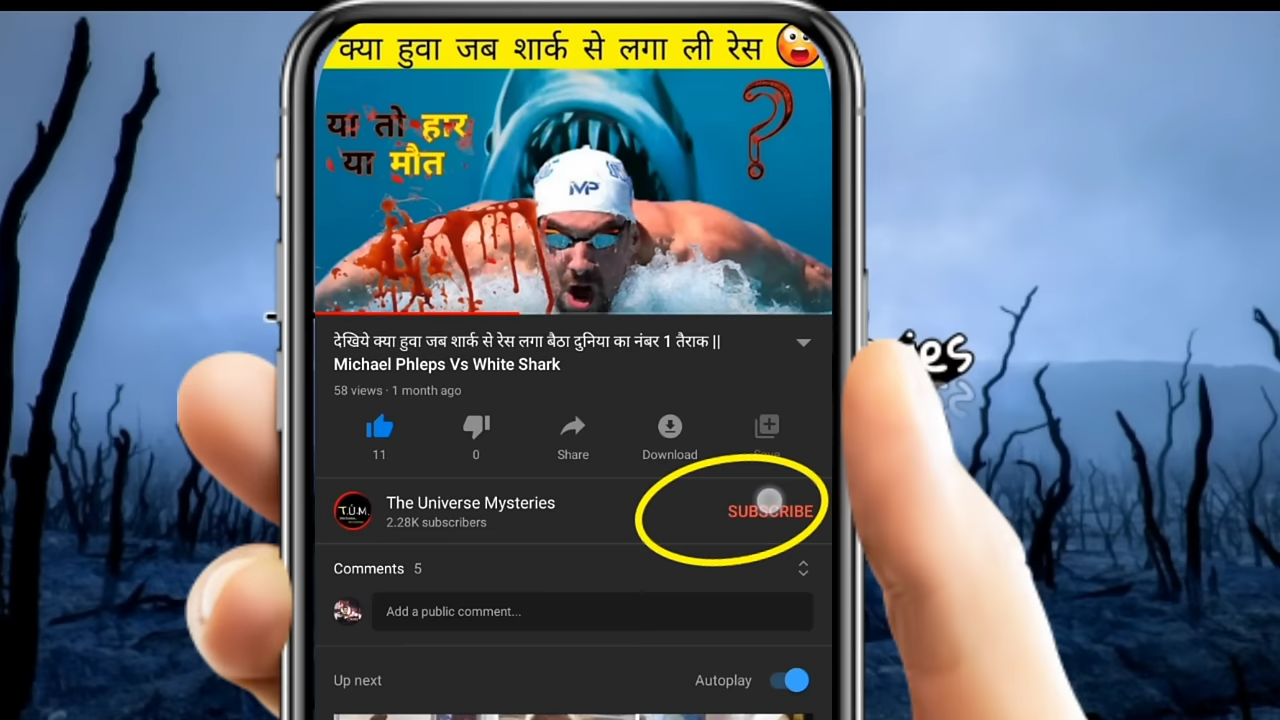 क्या हुवा जब शार्क से लगा ली रेस
या तो हार
या मौत
?
MP
देखिये क्या हुवा जब शार्क से रेस लगा बैठा दुनिया का नंबर 1 तैराक ||
Michael Phleps Vs White Shark
58 views · 1 month ago
11 0 Share Download Save
The Universe Mysteries
T.U.M.
2.28K subscribers
SUBSCRIBE
Comments 5
Add a public comment...
Up next Autoplay